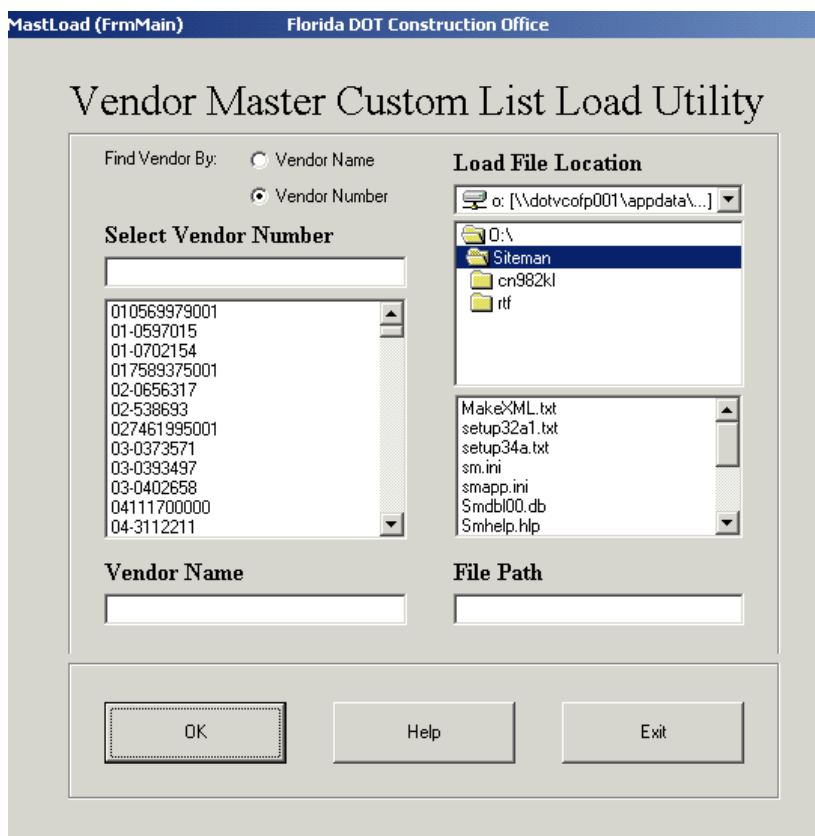 MastLoad (FrmMain) Florida DOT Construction Office
Vendor Master Custom List Load Utility
Find Vendor By:
Vendor Name
Vendor Number
Select Vendor Number
010569979001
01-0597015
01-0702154
017589375001
02-0656317
02-538693
027461995001
03-0373571
03-0393497
03-0402658
04111700000
04-3112211
Vendor Name
Load File Location
o: [\\dotvcofp001\appdata\...]
O:\
Siteman
cn982kl
rtf
MakeXML.txt
setup32a1.txt
setup34a.txt
sm.ini
smapp.ini
Smdbl00.db
Smhelp.hlp
File Path
OK
Help
Exit